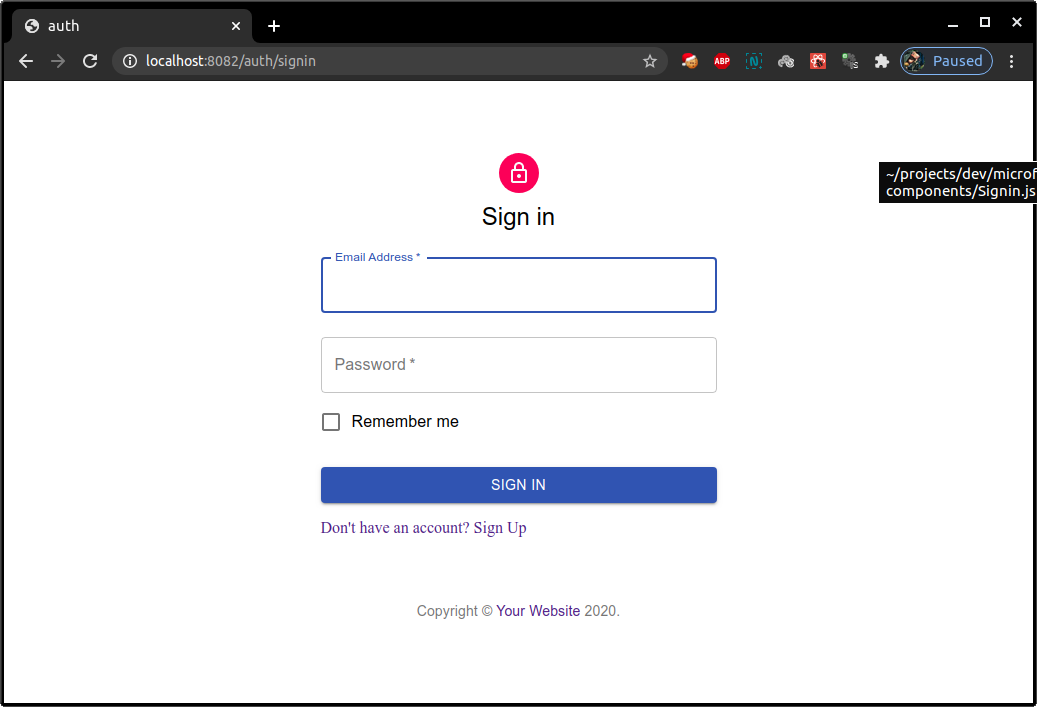 auth
localhost:8082/auth/signin
ABP
N
Paused
~/projects/dev/microf
components/Signin.js
Sign in
Email Address *
Password *
Remember me
SIGN IN
Don't have an account? Sign Up
Copyright © Your Website 2020.